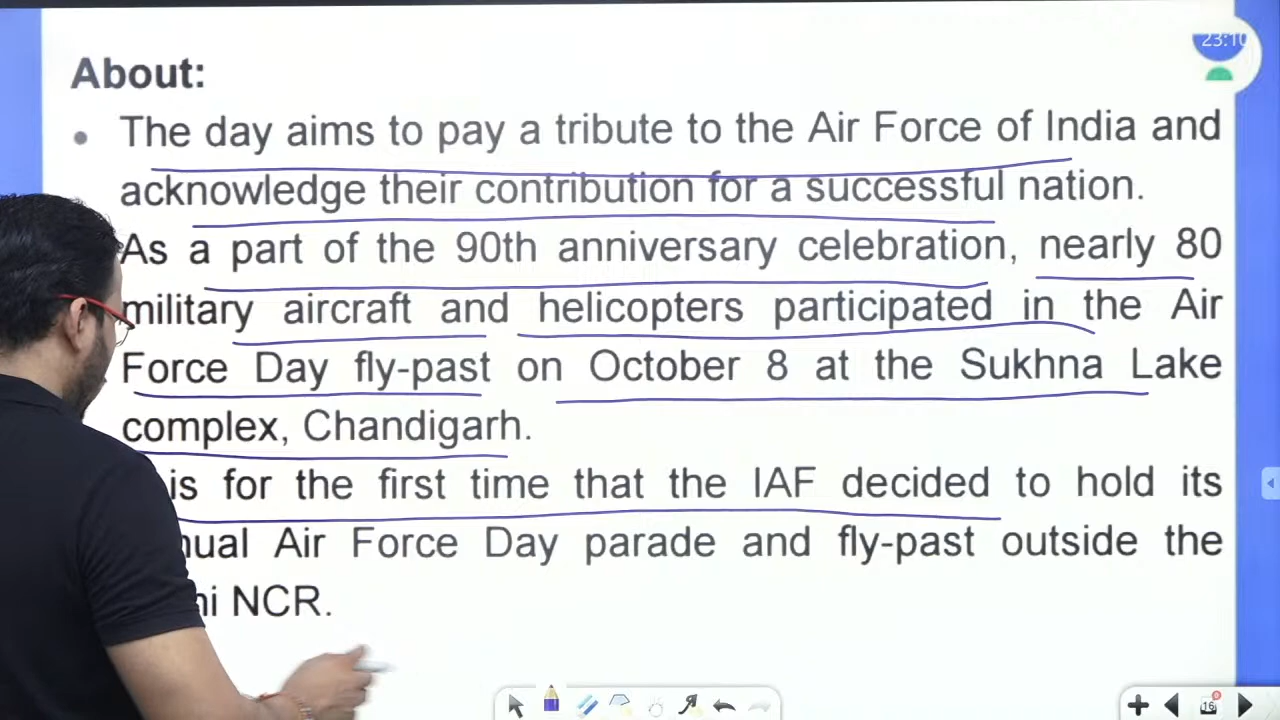 23:10
About:
• The day aims to pay a tribute to the Air Force of India and
acknowledge their contribution for a successful nation.
As a part of the 90th anniversary celebration, nearly 80
military aircraft and helicopters participated in the Air
Force Day fly-past on October 8 at the Sukhna Lake
complex, Chandigarh.
is for the first time that the IAF decided to hold its
Air Force Day parade and fly-past outside the
NCR.
16